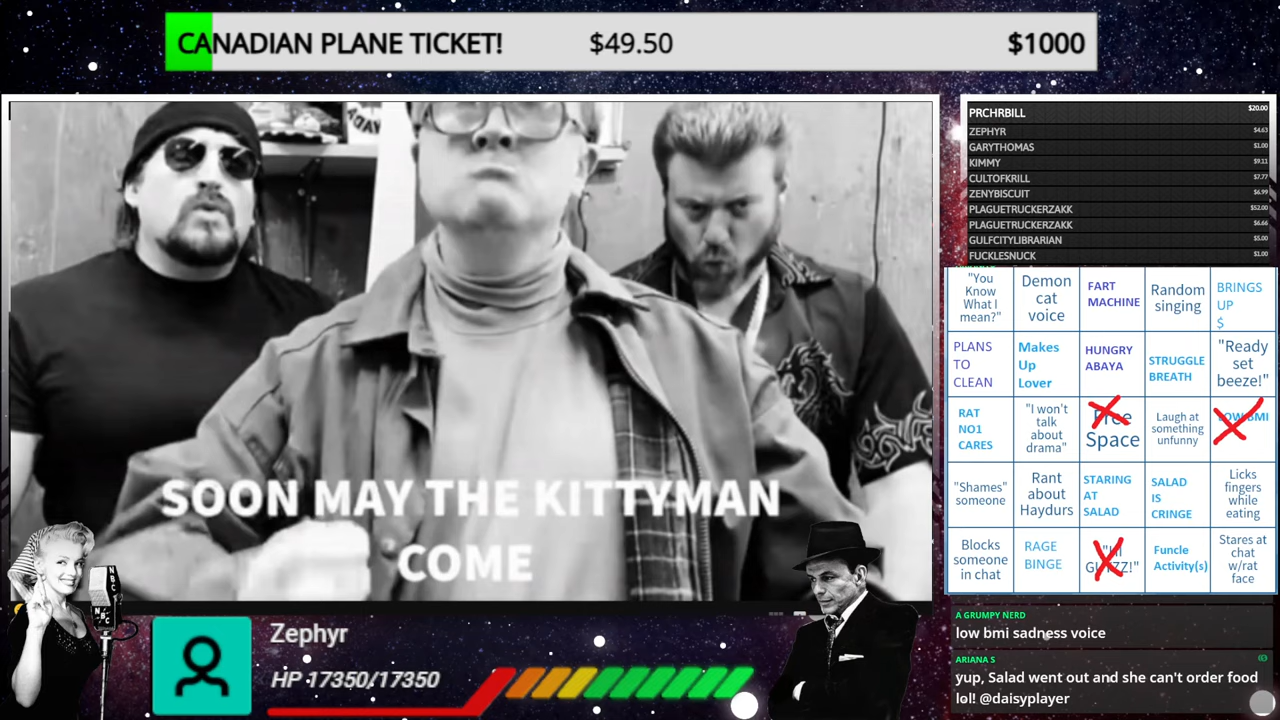 CANADIAN PLANE TICKET! $49.50 $1000
PRCHRBILL $20.00
ZEPHYR $4.63
GARYTHOMAS $1.00
KIMMY $9.11
CULTOFKRILL $7.77
ZENYBISCUIT $6.99
PLAGUETRUCKERZAKK $52.00
PLAGUETRUCKERZAKK $6.66
GULFCITYLIBRARIAN $5.00
FUCKLESNUCK $1.00
"You
Know
What I
mean?"
Demon
cat
voice
FART
MACHINE
Random
singing
BRINGS
UP
$
PLANS
TO
CLEAN
Makes
Up
Lover
HUNGRY
ABAYA
STRUGGLE
BREATH
"Ready
set
beeze!"
RAT
NO1
CARES
"I won't
talk
about
drama"
Free
Space
Laugh at
something
unfunny
LOW BMI
"Shames"
someone
Rant
about
Haydurs
STARING
AT
SALAD
SALAD
IS
CRINGE
Licks
fingers
while
eating
Blocks
someone
in chat
RAGE
BINGE
Funcle
Activity(s)
Stares at
chat
w/rat
face
SOON MAY THE KITTYMAN
COME
NBC
NBC
Zephyr
HP 17350/17350
A GRUMPY NERD
low bmi sadness voice
ARIANA S
yup, Salad went out and she can't order food
lol! @daisyplayer